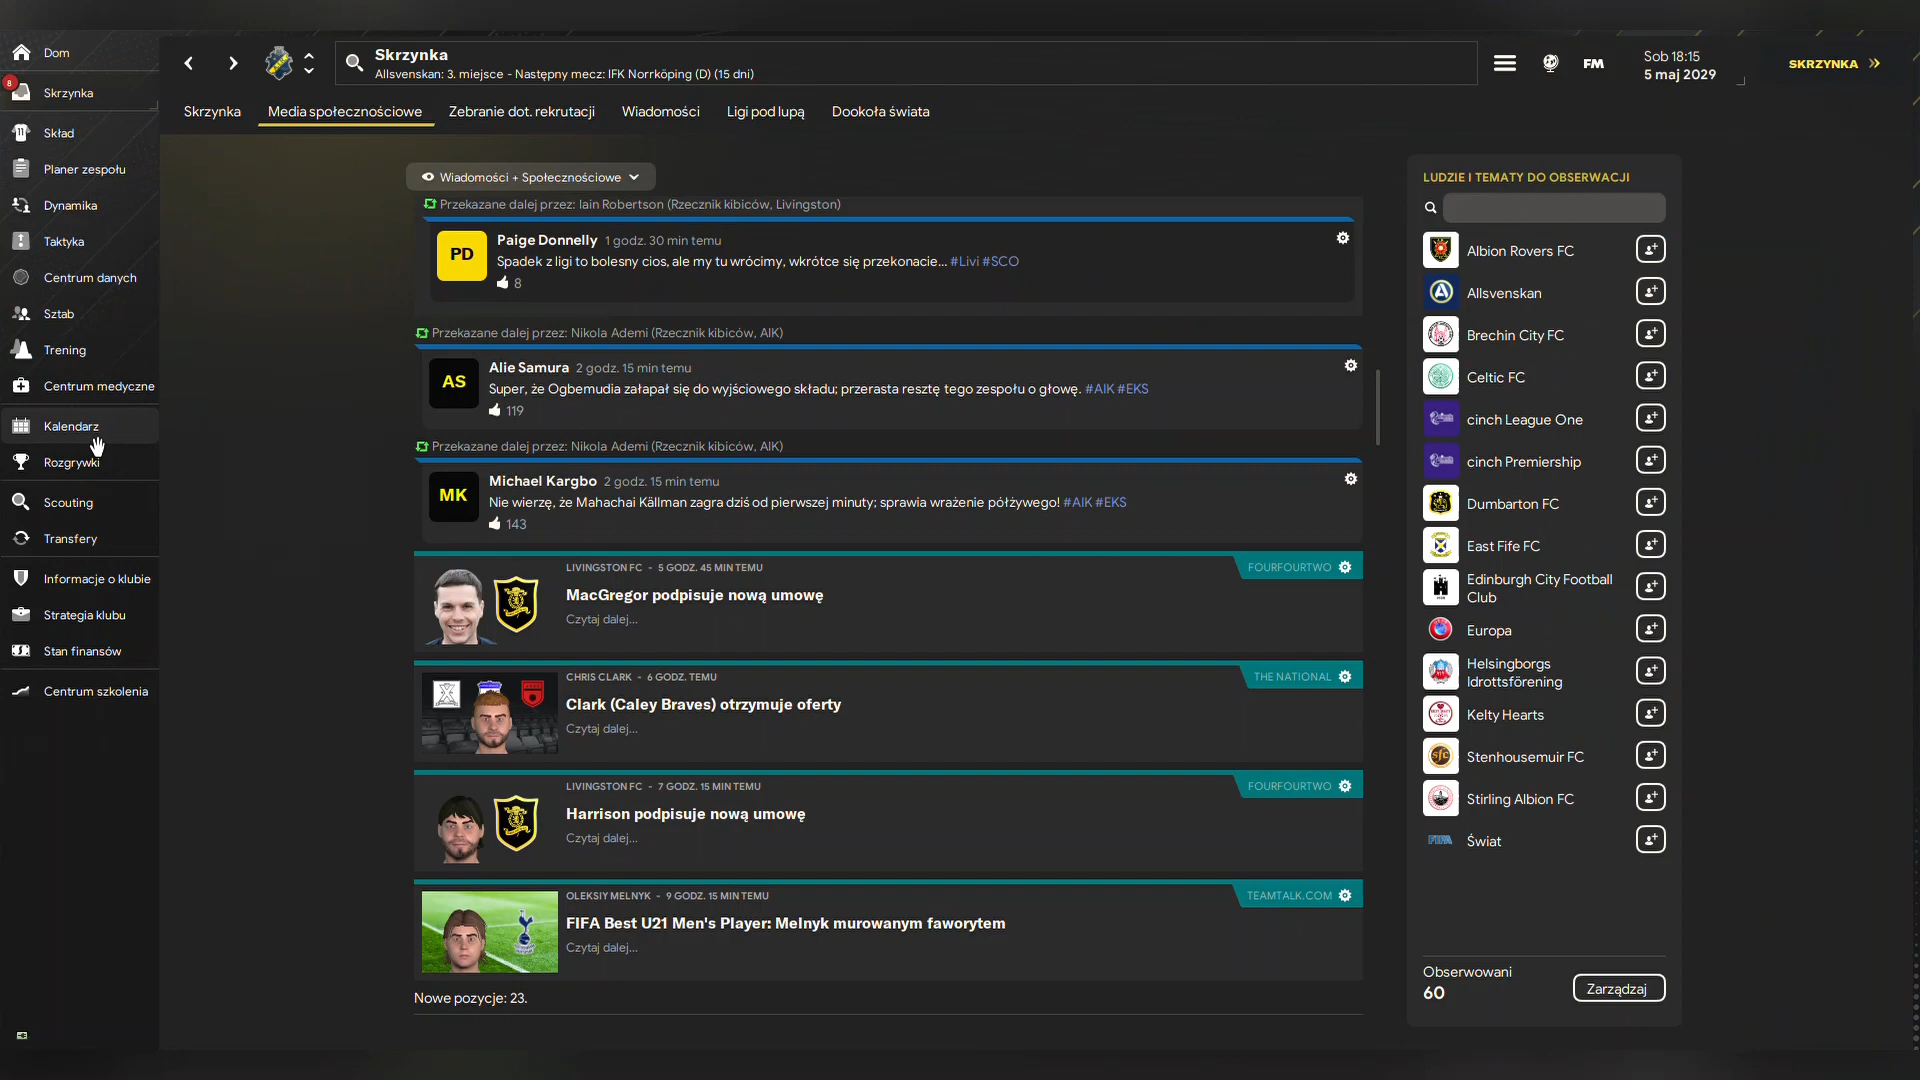 Dom
8
Skrzynka
Skład
Planer zespołu
Dynamika
Taktyka
Centrum danych
Sztab
Trening
Centrum medyczne
Kalendarz
Rozgrywki
Scouting
Transfery
Informacje o klubie
Strategia klubu
Stan finansów
Centrum szkolenia
Skrzynka
Allsvenskan: 3. miejsce - Następny mecz: IFK Norrköping (D) (15 dni)
FM
Sob 18:15
5 maj 2029
SKRZYNKA
Skrzynka
Media społecznościowe
Zebranie dot. rekrutacji
Wiadomości
Ligi pod lupą
Dookoła świata
Wiadomości + Społecznościowe
Przekazane dalej przez: Iain Robertson (Rzecznik kibiców, Livingston)
PD
Paige Donnelly 1 godz. 30 min temu
Spadek z ligi to bolesny cios, ale my tu wrócimy, wkrótce się przekonacie... #Livi #SCO
8
Przekazane dalej przez: Nikola Ademi (Rzecznik kibiców, AIK)
AS
Alie Samura 2 godz. 15 min temu
Super, że Ogbemudia załapał się do wyjściowego składu; przerasta resztę tego zespołu o głowę. #AIK #EKS
119
Przekazane dalej przez: Nikola Ademi (Rzecznik kibiców, AIK)
MK
Michael Kargbo 2 godz. 15 min temu
Nie wierzę, że Mahachai Källman zagra dziś od pierwszej minuty; sprawia wrażenie półżywego! #AIK #EKS
143
LIVINGSTON FC - 5 GODZ. 45 MIN TEMU
FOURFOURTWO
MacGregor podpisuje nową umowę
Czytaj dalej...
CHRIS CLARK - 6 GODZ. TEMU
THE NATIONAL
Clark (Caley Braves) otrzymuje oferty
Czytaj dalej...
LIVINGSTON FC - 7 GODZ. 15 MIN TEMU
FOURFOURTWO
Harrison podpisuje nową umowę
Czytaj dalej...
OLEKSIY MELNYK - 9 GODZ. 15 MIN TEMU
TEAMTALK.COM
FIFA Best U21 Men's Player: Melnyk murowanym faworytem
Czytaj dalej...
Nowe pozycje: 23.
LUDZIE I TEMATY DO OBSERWACJI
Albion Rovers FC
Allsvenskan
Brechin City FC
Celtic FC
cinch League One
cinch Premiership
Dumbarton FC
East Fife FC
Edinburgh City Football
Club
Europa
Helsingborgs
Idrottsförening
Kelty Hearts
Stenhousemuir FC
Stirling Albion FC
FIFA
Świat
Obserwowani
60
Zarządzaj